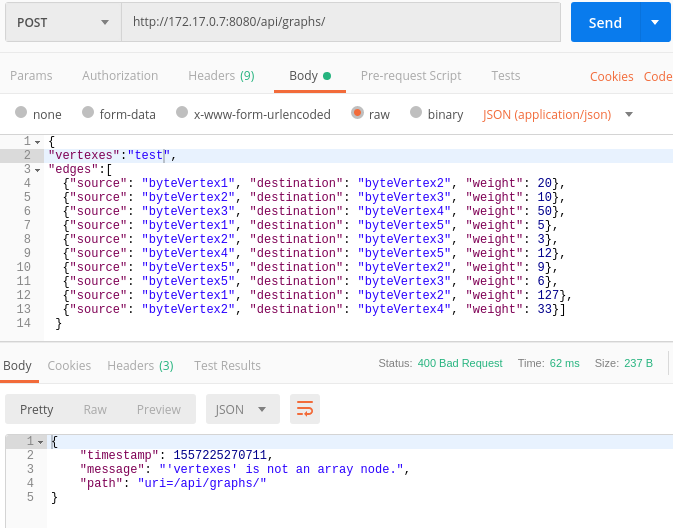 POST http://172.17.0.7:8080/api/graphs/ Send
Params Authorization Headers (9) Body Pre-request Script Tests Cookies Code
none form-data x-www-form-urlencoded raw binary JSON (application/json)
1 {
2 "vertexes":"test",
3 "edges":[
4 {"source": "byteVertex1", "destination": "byteVertex2", "weight": 20},
5 {"source": "byteVertex2", "destination": "byteVertex3", "weight": 10},
6 {"source": "byteVertex3", "destination": "byteVertex4", "weight": 50},
7 {"source": "byteVertex1", "destination": "byteVertex5", "weight": 5},
8 {"source": "byteVertex2", "destination": "byteVertex3", "weight": 3},
9 {"source": "byteVertex4", "destination": "byteVertex5", "weight": 12},
10 {"source": "byteVertex5", "destination": "byteVertex2", "weight": 9},
11 {"source": "byteVertex5", "destination": "byteVertex3", "weight": 6},
12 {"source": "byteVertex1", "destination": "byteVertex2", "weight": 127},
13 {"source": "byteVertex2", "destination": "byteVertex4", "weight": 33}]
14 }
Body Cookies Headers (3) Test Results Status: 400 Bad Request Time: 62 ms Size: 237 B
Pretty Raw Preview JSON
1 {
2 "timestamp": 1557225270711,
3 "message": "'vertexes' is not an array node.",
4 "path": "uri=/api/graphs/"
5 }